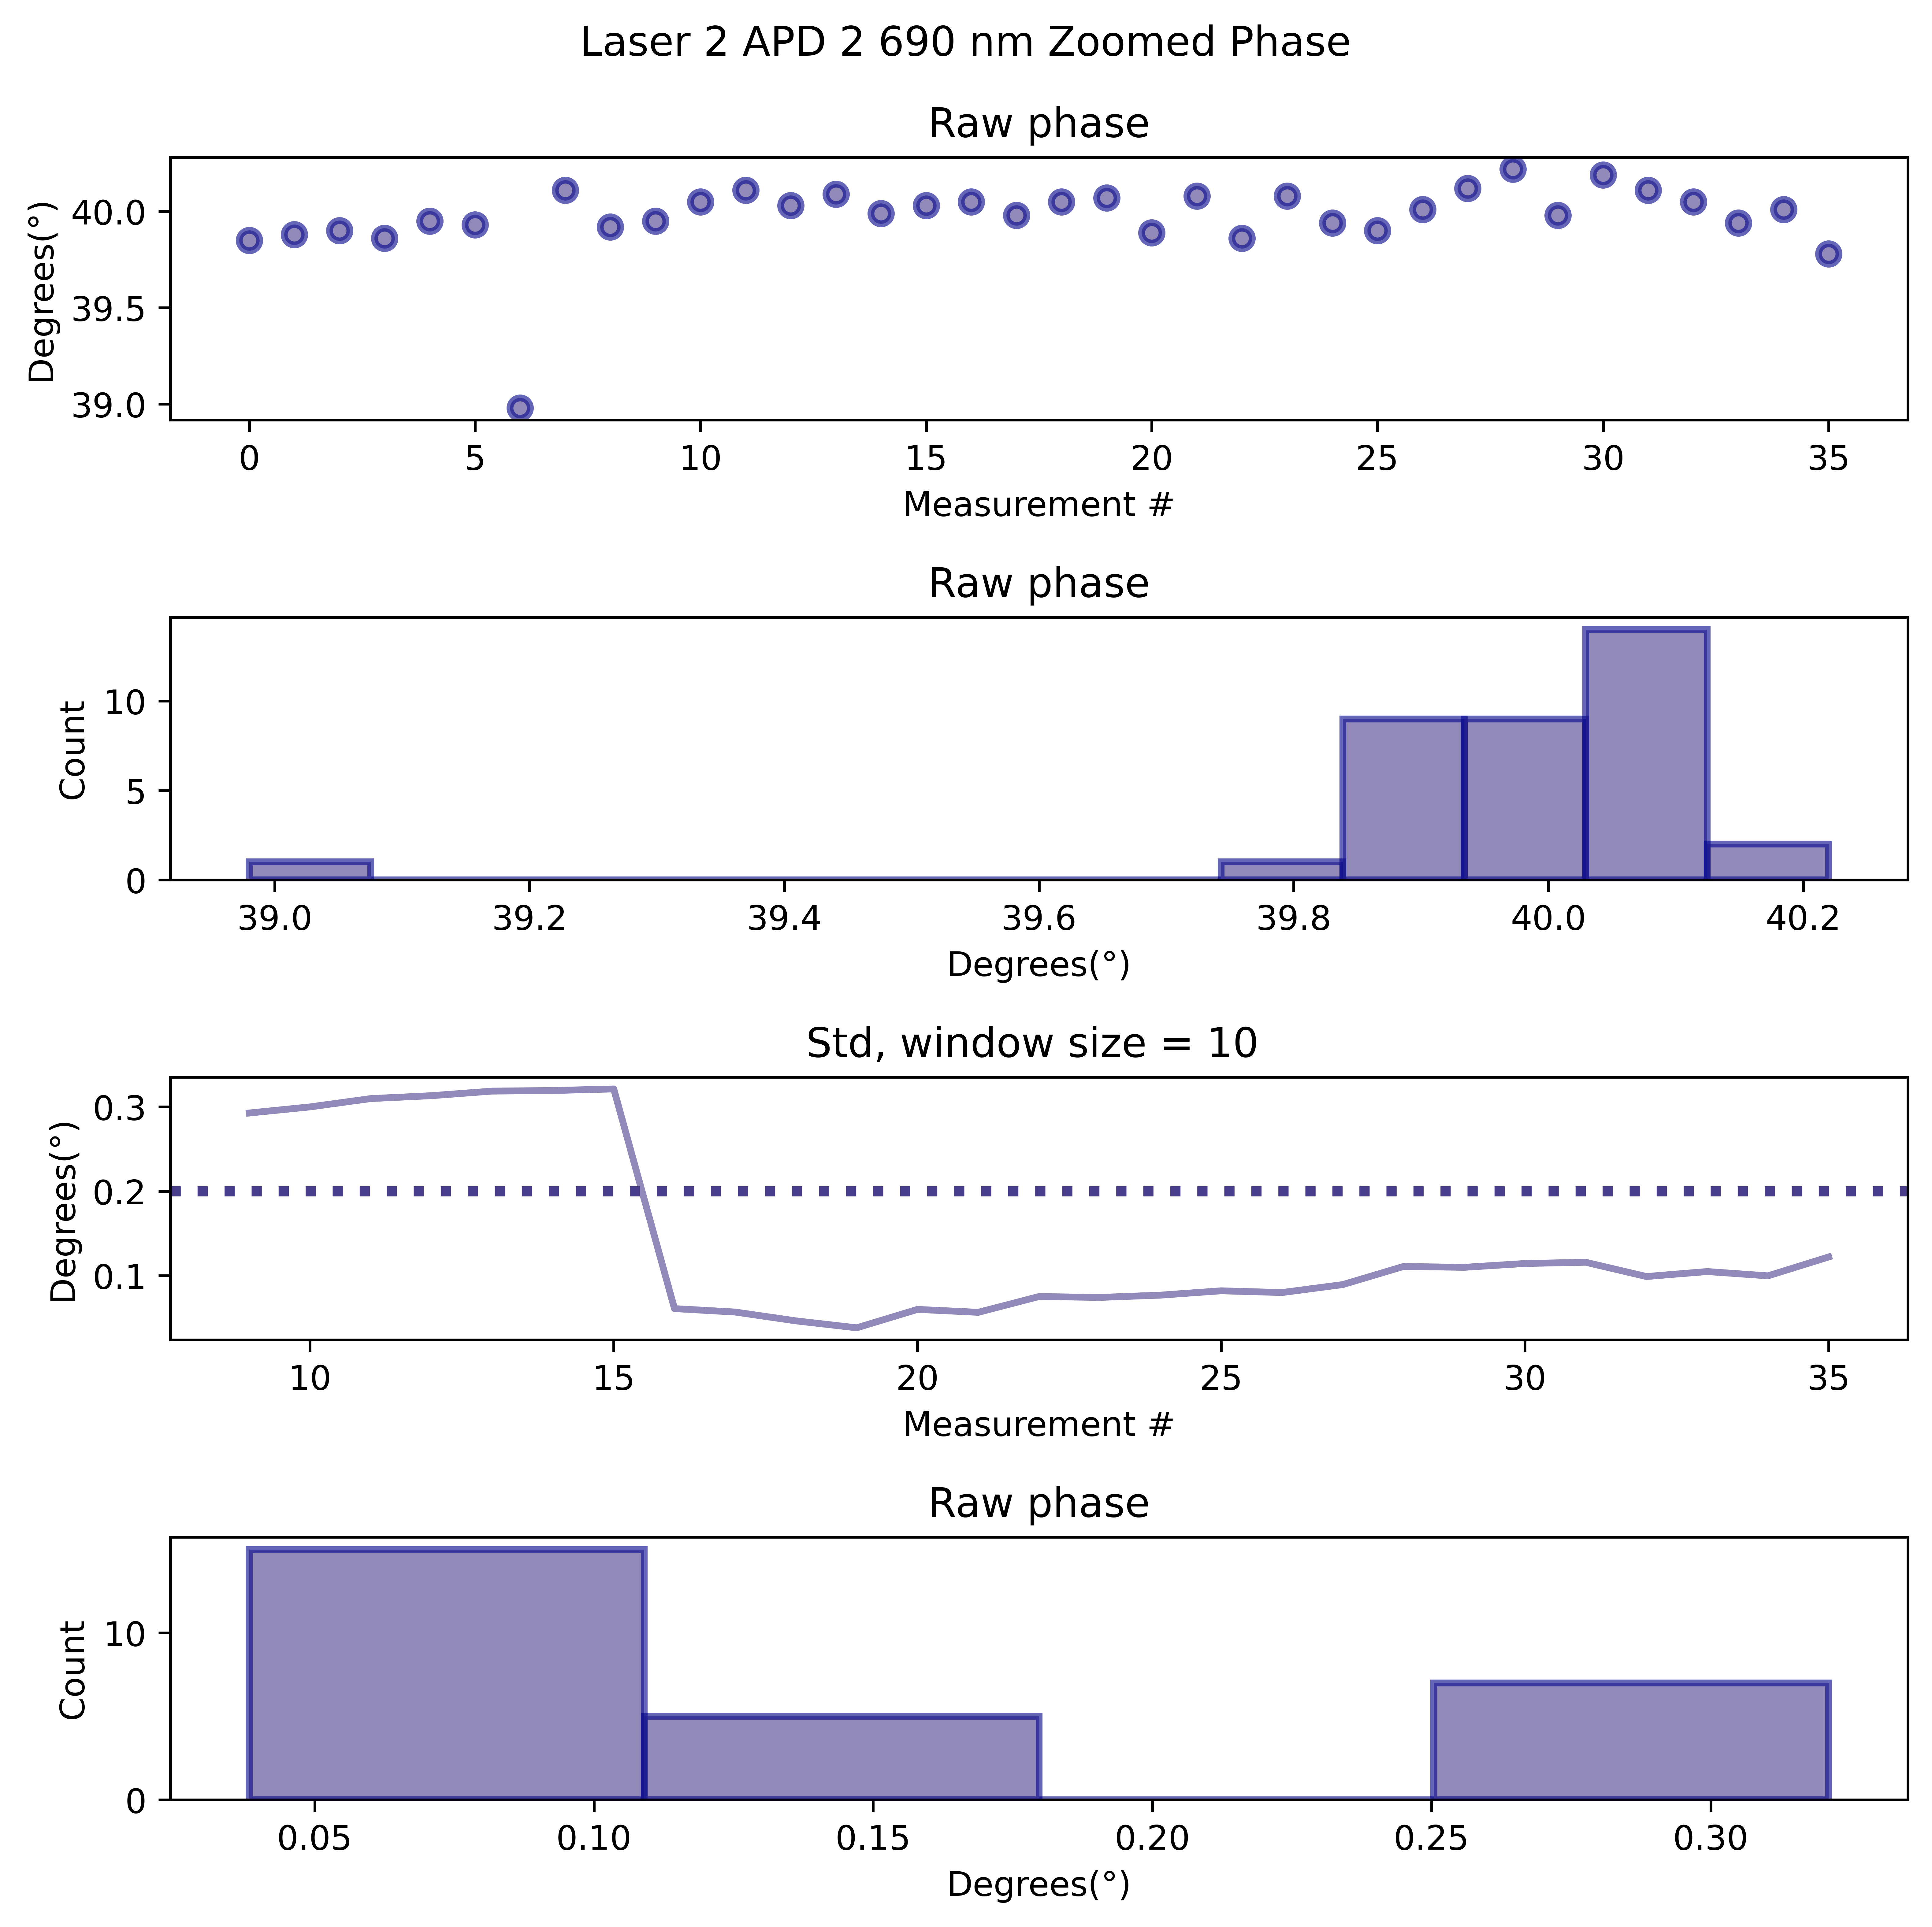 Laser 2 APD 2 690 nm Zoomed Phase
Raw phase
Degrees(°)
40.0
39.5
39.0
0 5 10 15 20 25 30 35
Measurement #
Raw phase
Count
10
5
0
39.0 39.2 39.4 39.6 39.8 40.0 40.2
Degrees(°)
Std, window size = 10
Degrees(°)
0.3
0.2
0.1
10 15 20 25 30 35
Measurement #
Raw phase
Count
10
0
0.05 0.10 0.15 0.20 0.25 0.30
Degrees(°)